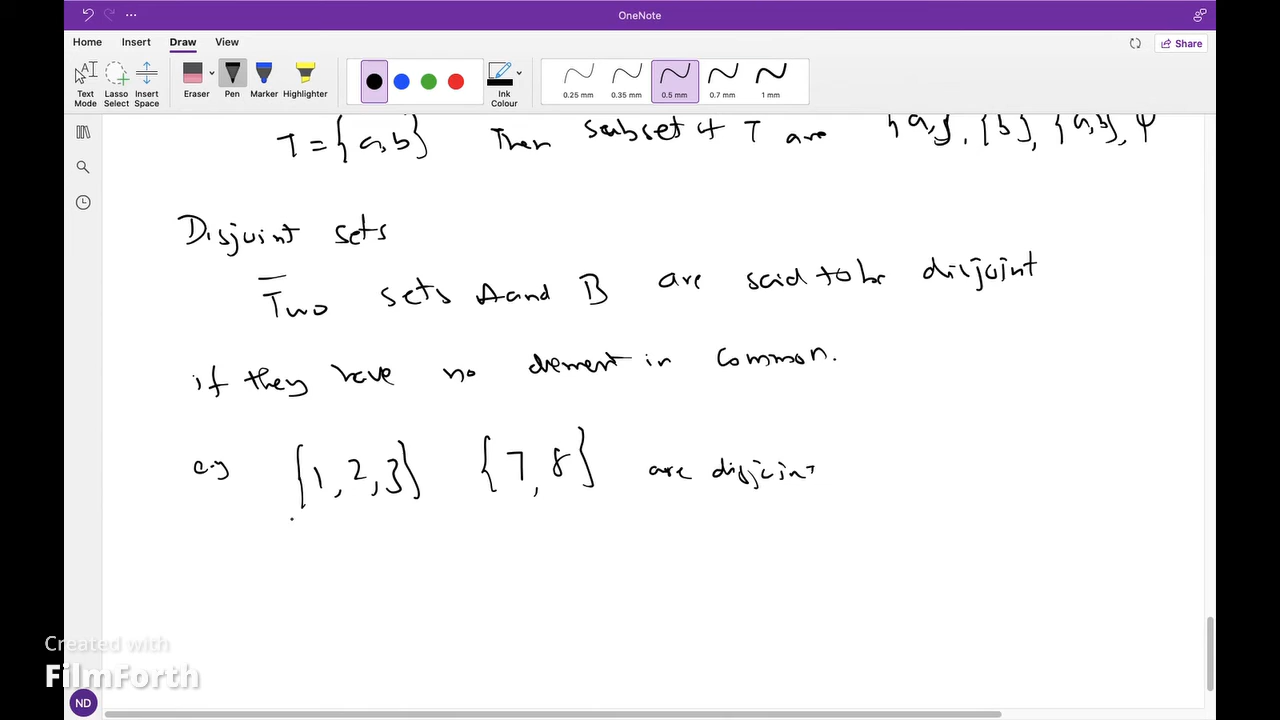 OneNote
Home Insert Draw View
Share
Text Mode Lasso Select Insert Space Eraser Pen Marker Highlighter Ink Colour 0.25 mm 0.35 mm 0.5 mm 0.7 mm 1 mm
T = {a,b} Then subset of T are {a}, {b}, {a,b}, φ
Disjoint sets
Two sets A and B are said to be disjoint
if they have no element in common.
e.g {1, 2, 3} {7, 8} are disjoint
Created with
FilmForth
ND